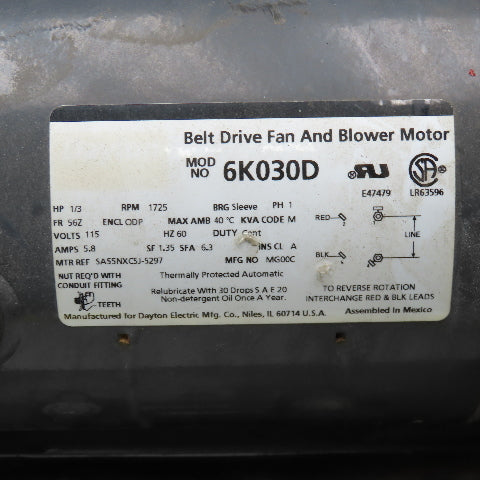 Belt Drive Fan And Blower Motor
MOD NO 6K030D
E47479 LR63596
HP 1/3 RPM 1725 BRG Sleeve PH 1
FR 56Z ENCL ODP MAX AMB 40 °C KVA CODE M
VOLTS 115 HZ 60 DUTY Cont
AMPS 5.8 SF 1.35 SFA 6.3 INS CL A
MTR REF SA55NXC5J-5297 MFG NO MG00C
RED
BLK
LINE
NUT REQ'D WITH CONDUIT FITTING
TEETH
Thermally Protected Automatic
Relubricate With 30 Drops S A E 20
Non-detergent Oil Once A Year.
TO REVERSE ROTATION
INTERCHANGE RED & BLK LEADS
Manufactured for Dayton Electric Mfg. Co., Niles, IL 60714 U.S.A. Assembled In Mexico